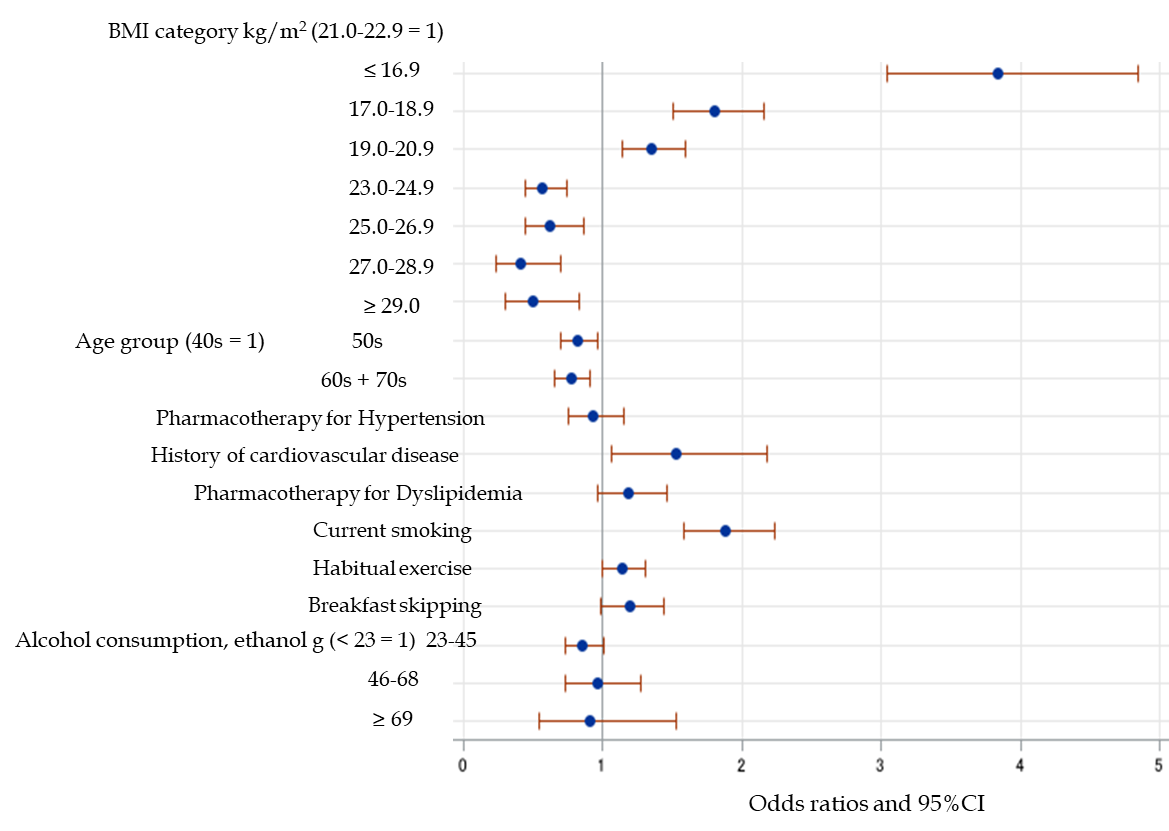 BMI category kg/m² (21.0-22.9 = 1)
≤ 16.9
17.0-18.9
19.0-20.9
23.0-24.9
25.0-26.9
27.0-28.9
≥ 29.0
Age group (40s = 1) 50s
60s + 70s
Pharmacotherapy for Hypertension
History of cardiovascular disease
Pharmacotherapy for Dyslipidemia
Current smoking
Habitual exercise
Breakfast skipping
Alcohol consumption, ethanol g (< 23 = 1) 23-45
46-68
≥ 69
0 1 2 3 4 5
Odds ratios and 95%CI